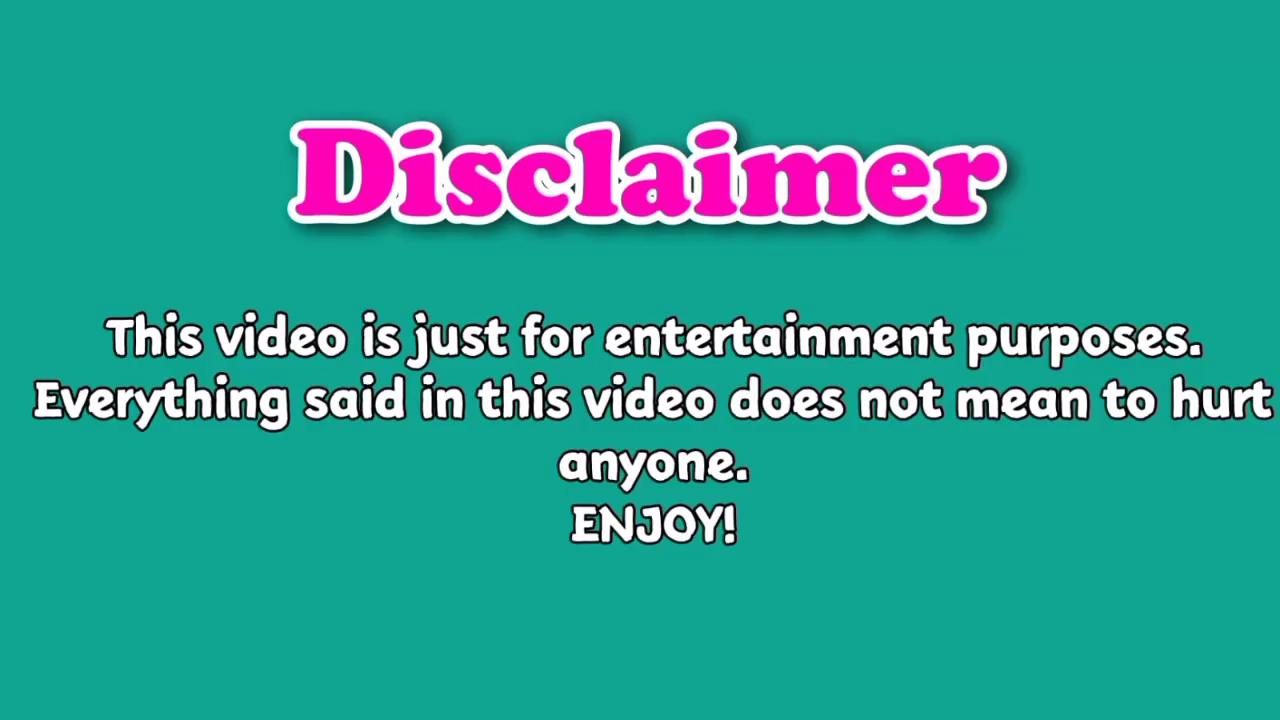 Disclaimer
This video is just for entertainment purposes.
Everything said in this video does not mean to hurt
anyone.
ENJOY!